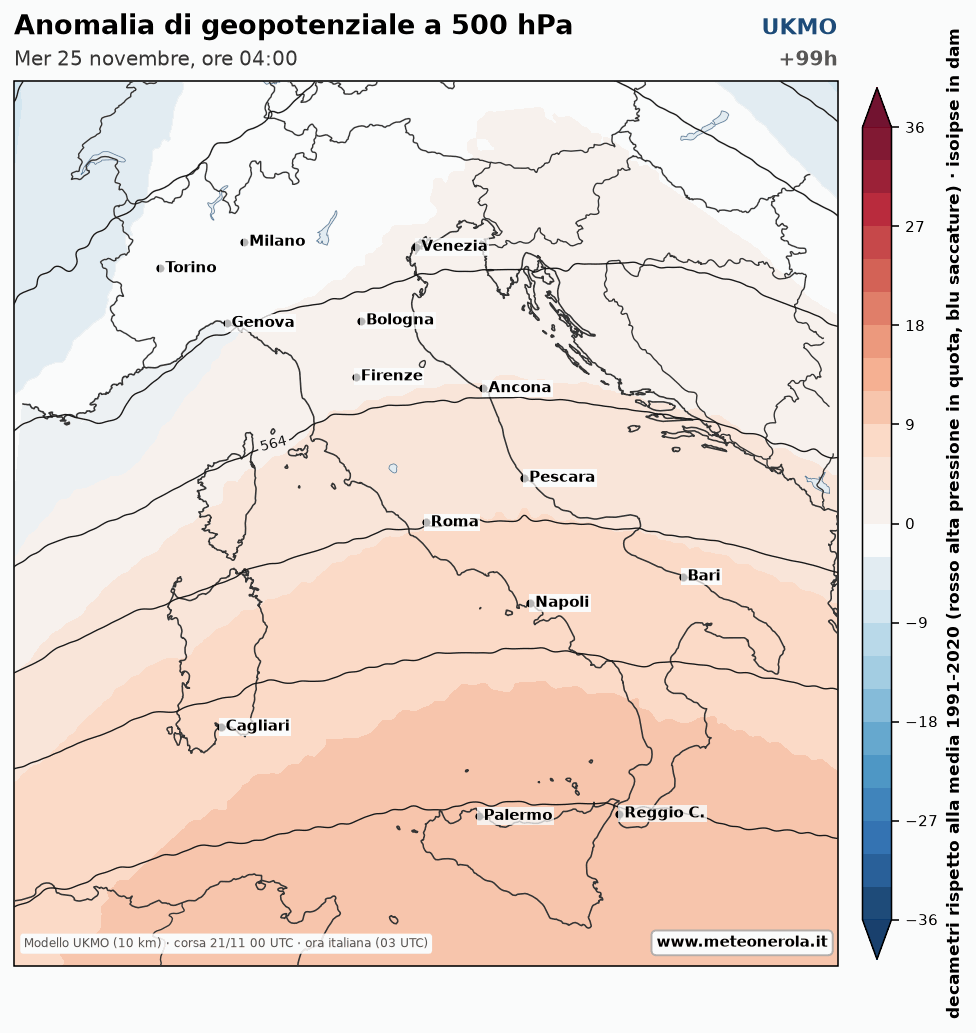 Anomalia di geopotenziale a 500 hPa
UKMO
Mer 25 novembre, ore 04:00
+99h
Milano
Venezia
Torino
Genova
Bologna
Firenze
Ancona
564
Pescara
Roma
Bari
Napoli
Cagliari
Palermo
Reggio C.
Modello UKMO (10 km) · corsa 21/11 00 UTC · ora italiana (03 UTC)
www.meteonerola.it
36
27
18
9
0
−9
−18
−27
−36
decametri rispetto alla media 1991-2020 (rosso alta pressione in quota, blu saccature) · isoipse in dam